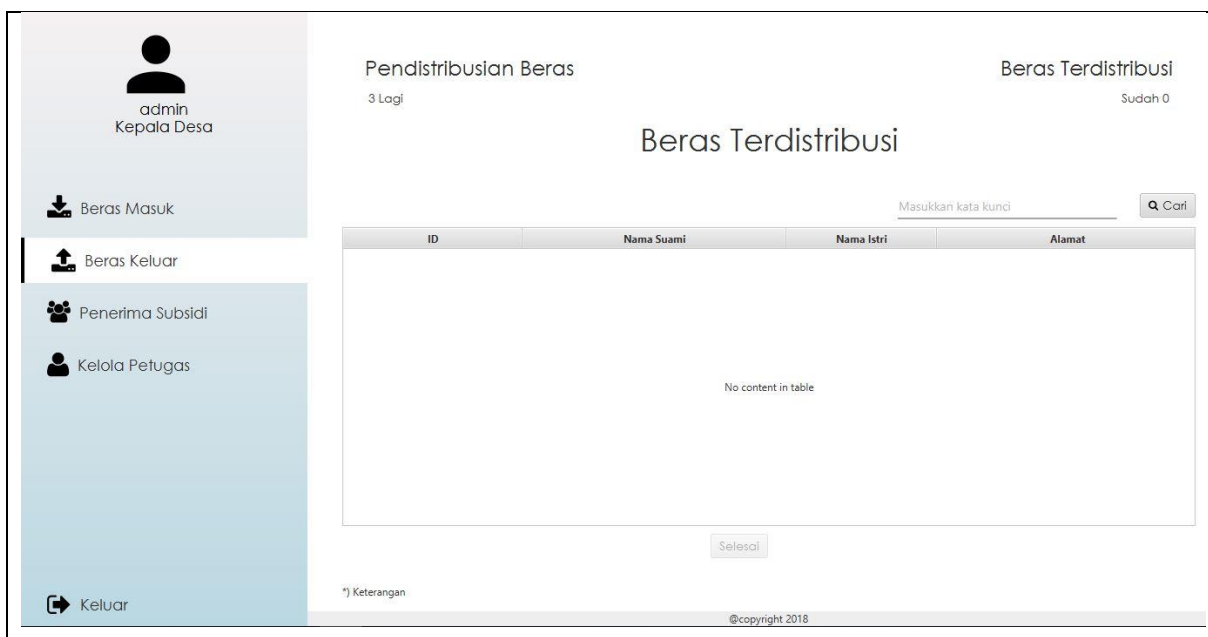 admin
Kepala Desa
Beras Masuk
Beras Keluar
Penerima Subsidi
Kelola Petugas
Keluar
Pendistribusian Beras
3 Lagi
Beras Terdistribusi
Sudah 0
Beras Terdistribusi
Masukkan kata kunci
Cari
ID Nama Suami Nama Istri Alamat
No content in table
Selesai
*) Keterangan
@copyright 2018